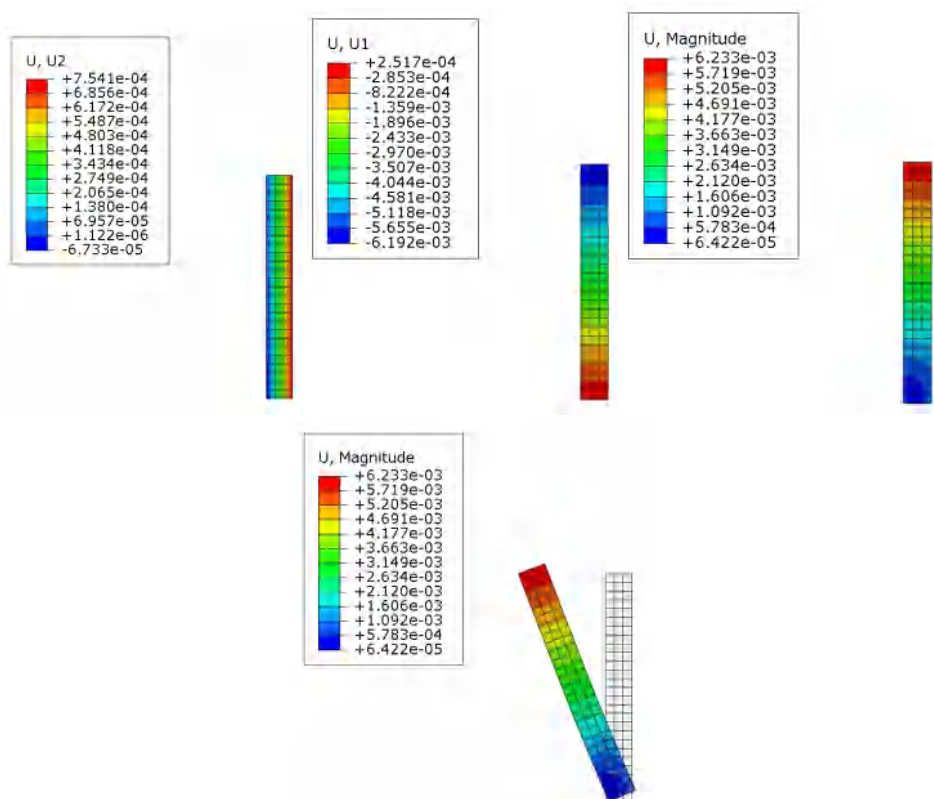 U, U2
+7.541e-04
+6.856e-04
+6.172e-04
+5.487e-04
+4.803e-04
+4.118e-04
+3.434e-04
+2.749e-04
+2.065e-04
+1.380e-04
+6.957e-05
+1.122e-06
-6.733e-05
U, U1
+2.517e-04
-2.853e-04
-8.222e-04
-1.359e-03
-1.896e-03
-2.433e-03
-2.970e-03
-3.507e-03
-4.044e-03
-4.581e-03
-5.118e-03
-5.655e-03
-6.192e-03
U, Magnitude
+6.233e-03
+5.719e-03
+5.205e-03
+4.691e-03
+4.177e-03
+3.663e-03
+3.149e-03
+2.634e-03
+2.120e-03
+1.606e-03
+1.092e-03
+5.783e-04
+6.422e-05
U, Magnitude
+6.233e-03
+5.719e-03
+5.205e-03
+4.691e-03
+4.177e-03
+3.663e-03
+3.149e-03
+2.634e-03
+2.120e-03
+1.606e-03
+1.092e-03
+5.783e-04
+6.422e-05